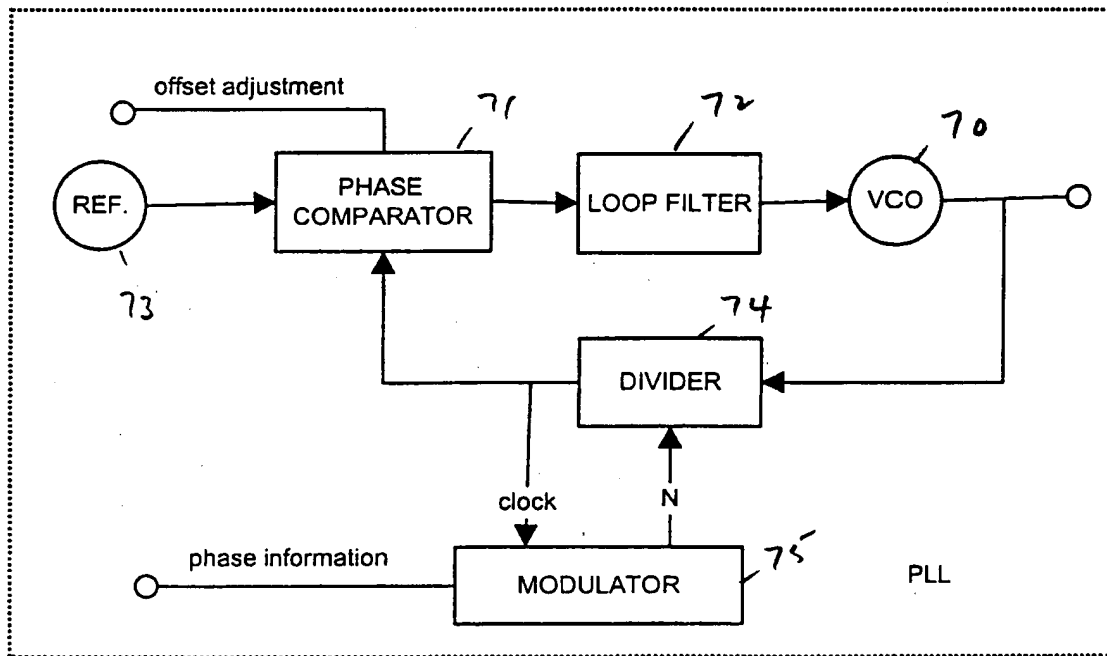 offset adjustment
71
72
70
REF.
PHASE
COMPARATOR
LOOP FILTER
VCO
73
74
DIVIDER
clock
N
phase information
MODULATOR
75
PLL